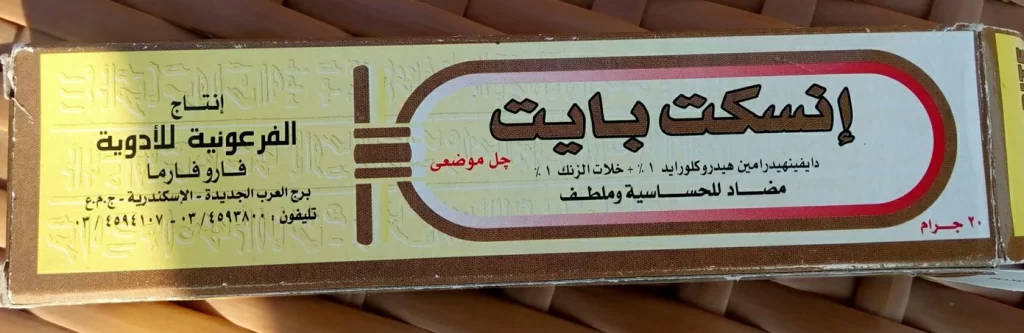 إنسكت بايت
دايفينهيدرامين هيدروكلورايد ١٪ + خلات الزنك ١٪
چل موضعى
مضاد للحساسية وملطف
٢٠ جرام
إنتاج
الفرعونية للأدوية
فارو فارما
برج العرب الجديدة - الإسكندرية - ج.م.ع
تليفون : ٠٣/٤٥٩٣٨٠٠ - ٠٣/٤٥٩٤١٠٧